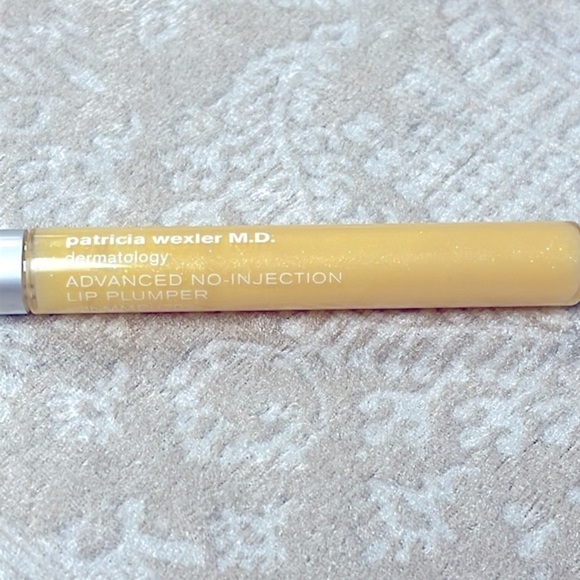 patricia wexler M.D.
dermatology
ADVANCED NO-INJECTION
LIP PLUMPER